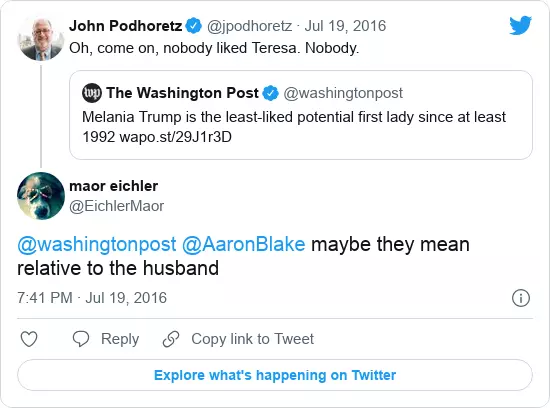 John Podhoretz @jpodhoretz · Jul 19, 2016
Oh, come on, nobody liked Teresa. Nobody.
wp The Washington Post @washingtonpost
Melania Trump is the least-liked potential first lady since at least
1992 wapo.st/29J1r3D
maor eichler
@EichlerMaor
@washingtonpost @AaronBlake maybe they mean
relative to the husband
7:41 PM · Jul 19, 2016
Reply Copy link to Tweet
Explore what's happening on Twitter